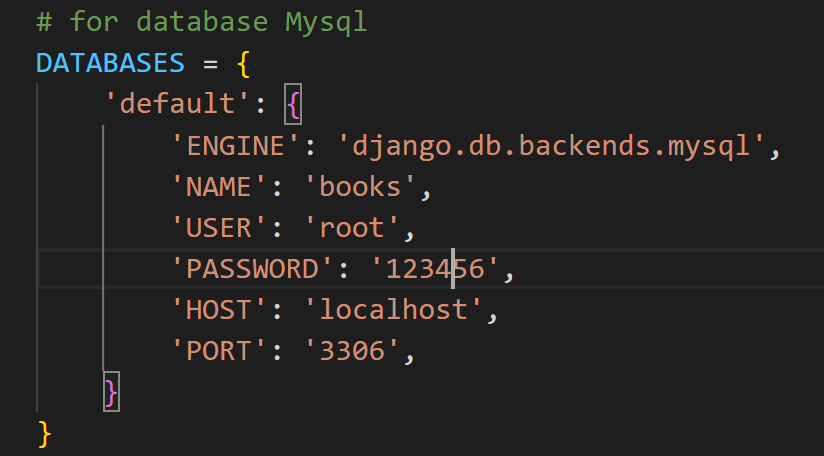 # for database Mysql
DATABASES = {
    'default': {
        'ENGINE': 'django.db.backends.mysql',
        'NAME': 'books',
        'USER': 'root',
        'PASSWORD': '123456',
        'HOST': 'localhost',
        'PORT': '3306',
    }
}